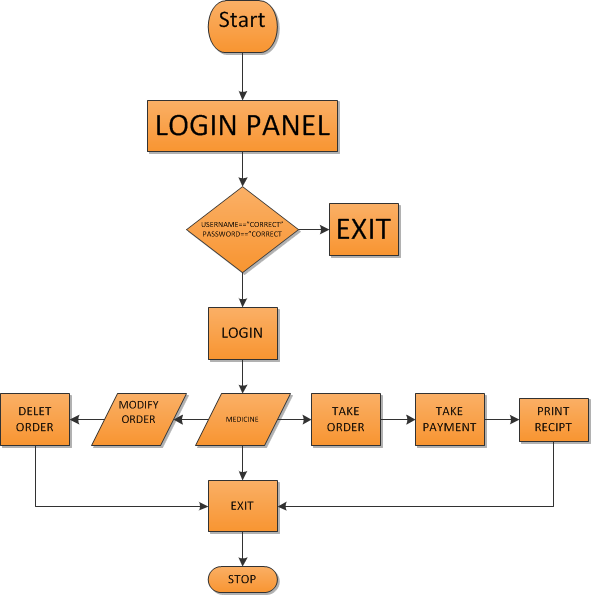 Start
LOGIN PANEL
USERNAME=="CORRECT"
PASSWORD=="CORRECT
EXIT
LOGIN
DELET
ORDER
MODIFY
ORDER
MEDICINE
TAKE
ORDER
TAKE
PAYMENT
PRINT
RECIPT
EXIT
STOP